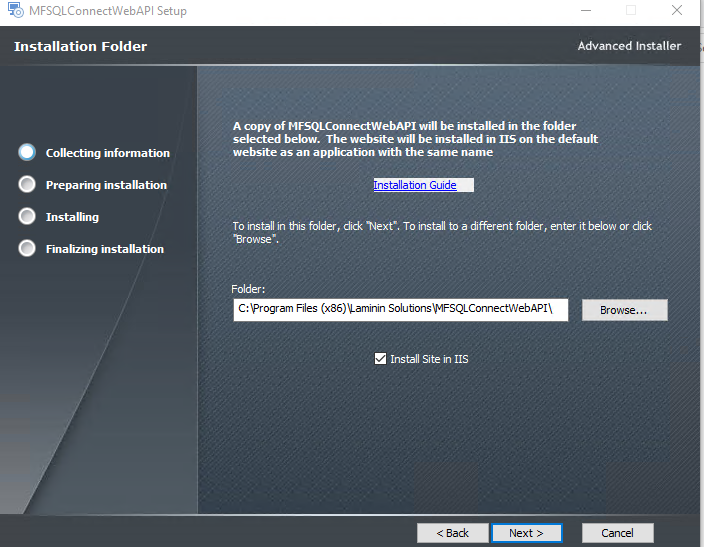 MFSQLConnectWebAPI Setup
Installation Folder
Advanced Installer
Collecting information
Preparing installation
Installing
Finalizing installation
A copy of MFSQLConnectWebAPI will be installed in the folder
selected below.  The website will be installed in IIS on the default
website as an application with the same name
Installation Guide
To install in this folder, click "Next". To install to a different folder, enter it below or click
"Browse".
Folder:
C:\Program Files (x86)\Laminin Solutions\MFSQLConnectWebAPI\
Browse...
Install Site in IIS
< Back
Next >
Cancel